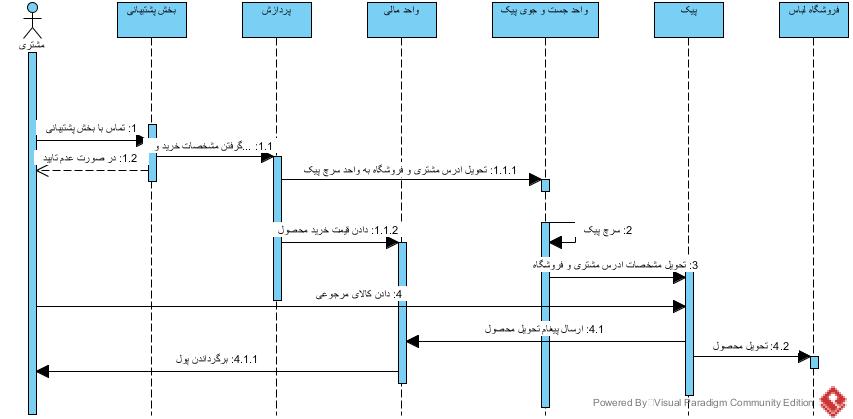 مشتری
بخش پشتیبانی
پردازش
واحد مالی
واحد جست و جوی پیک
پیک
فروشگاه لباس
1: تماس با بخش پشتیبانی
1.1: گرفتن مشخصات خرید و...
1.2: در صورت عدم تایید
1.1.1: تحویل ادرس مشتری و فروشگاه به واحد سرچ پیک
1.1.2: دادن قیمت خرید محصول
2: سرچ پیک
3: تحویل مشخصات ادرس مشتری و فروشگاه
4: دادن کالای مرجوعی
4.1: ارسال پیغام تحویل محصول
4.2: تحویل محصول
4.1.1: برگرداندن پول
Powered By Visual Paradigm Community Edition